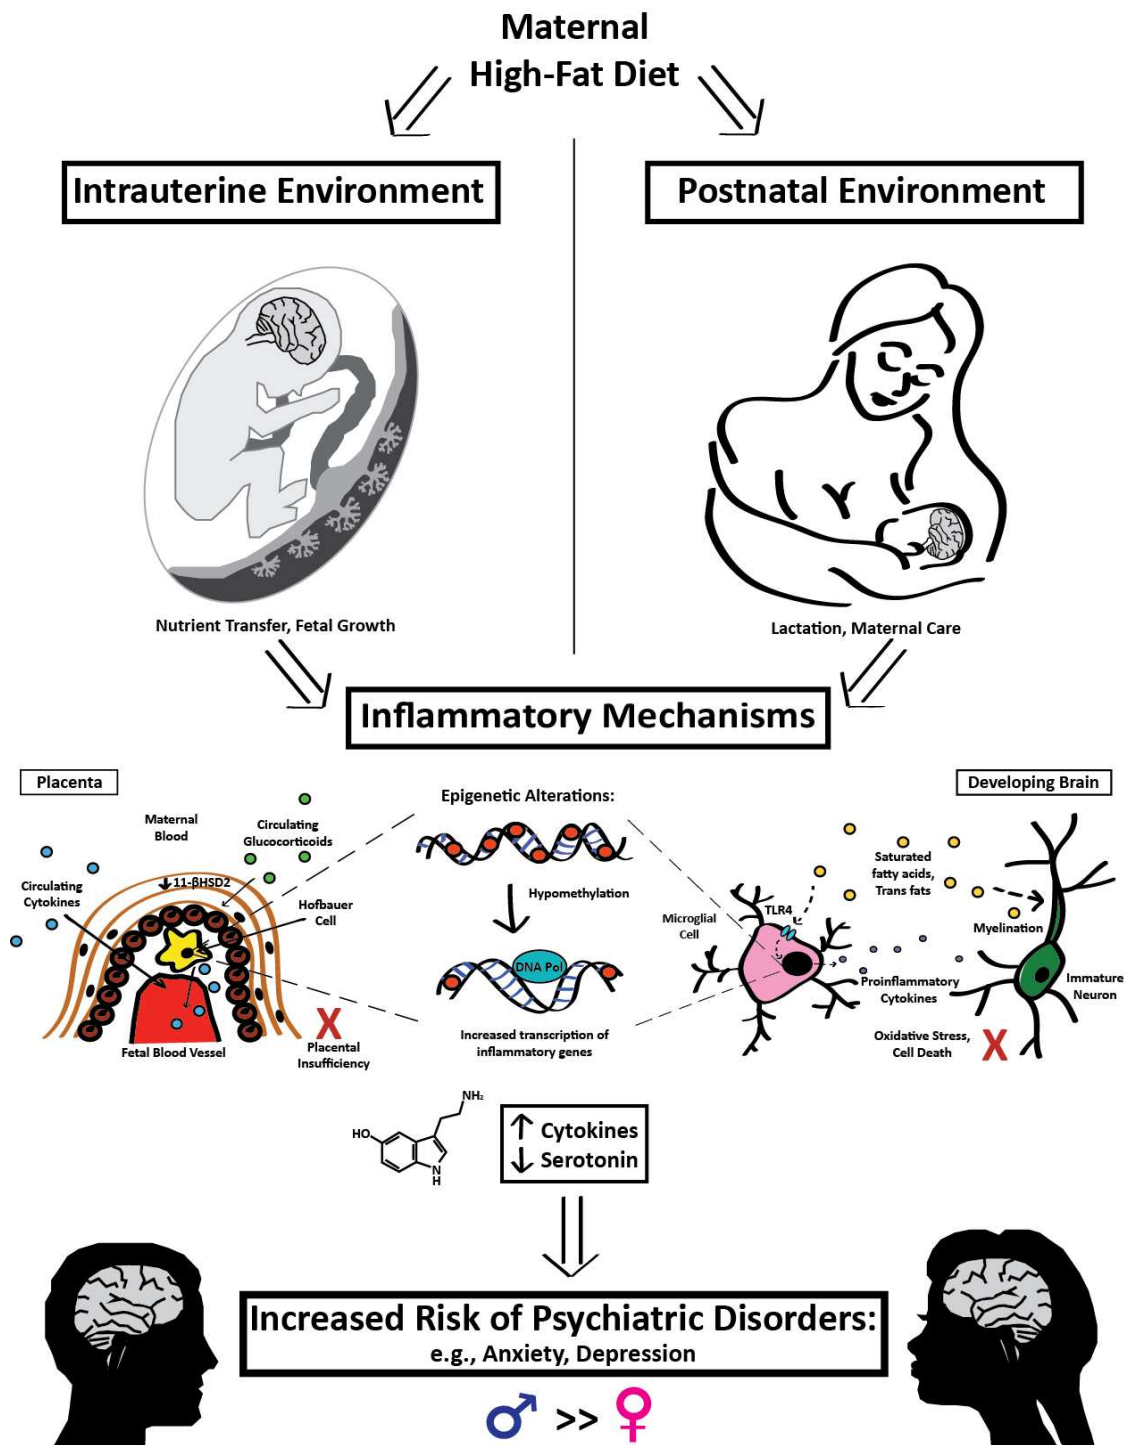 Maternal
High-Fat Diet
Intrauterine Environment
Postnatal Environment
Nutrient Transfer, Fetal Growth
Lactation, Maternal Care
Inflammatory Mechanisms
Placenta
Maternal
Blood
Circulating
Glucocorticoids
Circulating
Cytokines
11-βHSD2
Hofbauer
Cell
Fetal Blood Vessel
X
Placental
Insufficiency
Epigenetic Alterations:
Hypomethylation
DNA Pol
Increased transcription of
inflammatory genes
Developing Brain
Saturated
fatty acids,
Trans fats
TLR4
Microglial
Cell
Myelination
Proinflammatory
Cytokines
Immature
Neuron
Oxidative Stress,
Cell Death
X
NH₂
HO
N
H
↑ Cytokines
↓ Serotonin
Increased Risk of Psychiatric Disorders:
e.g., Anxiety, Depression
♂ >> ♀